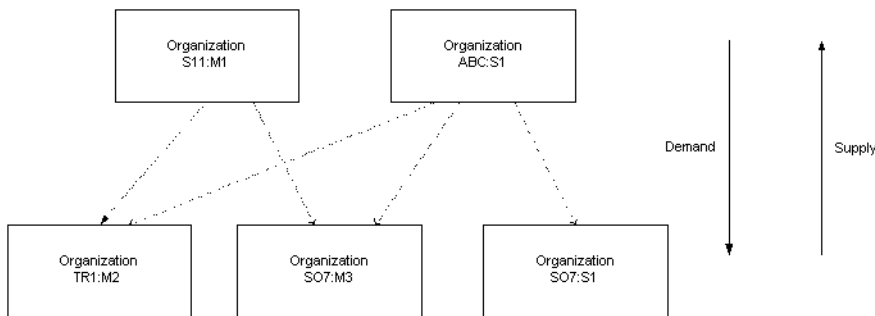 Organization
S11:M1
Organization
ABC:S1
Demand
Supply
Organization
TR1:M2
Organization
SO7:M3
Organization
SO7:S1